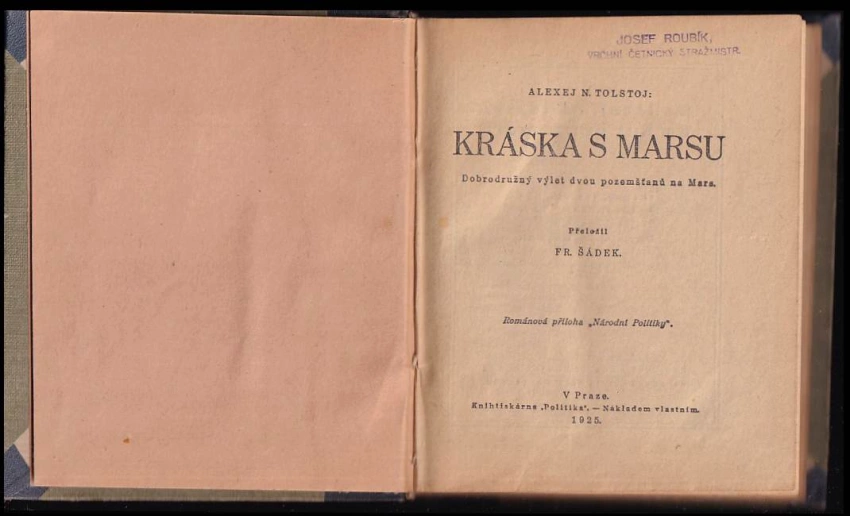 JOSEF ROUBÍK,
VRCHNÍ ČETNICKÝ STRAŽMISTR.
ALEXEJ N. TOLSTOJ:
KRÁSKA S MARSU
Dobrodružný výlet dvou pozemšťanů na Mars.
Přeložil
FR. ŠÁDEK.
Románová příloha „Národní Politiky“.
V Praze.
Knihtiskárna „Politika“. — Nákladem vlastním.
1925.